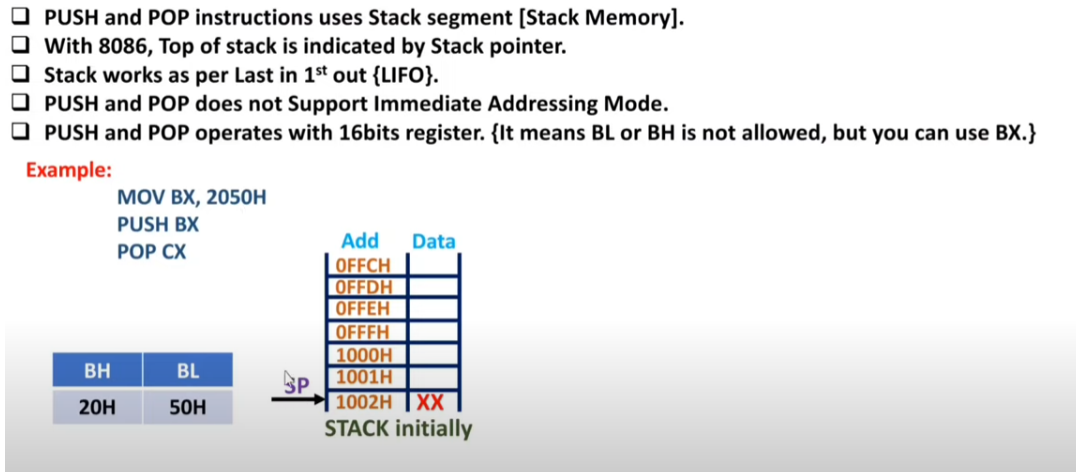 PUSH and POP instructions uses Stack segment [Stack Memory].
With 8086, Top of stack is indicated by Stack pointer.
Stack works as per Last in 1st out {LIFO}.
PUSH and POP does not Support Immediate Addressing Mode.
PUSH and POP operates with 16bits register. {It means BL or BH is not allowed, but you can use BX.}
Example:
MOV BX, 2050H
PUSH BX
POP CX
Add Data
0FFCH
0FFDH
0FFEH
0FFFH
1000H
1001H
1002H XX
STACK initially
SP
BH BL
20H 50H